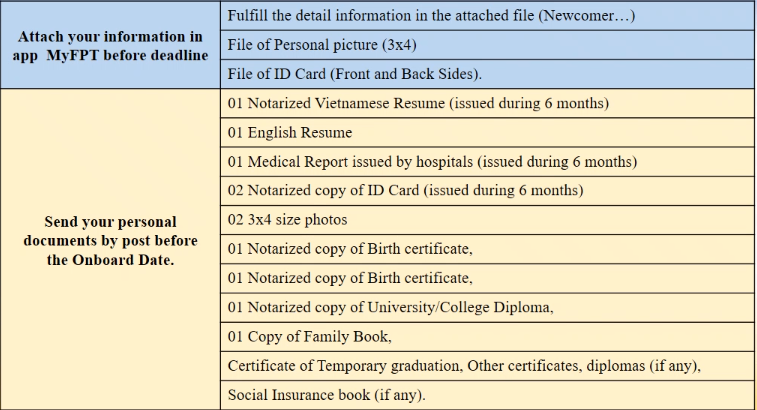 Attach your information in
app MyFPT before deadline
Fulfill the detail information in the attached file (Newcomer…)
File of Personal picture (3x4)
File of ID Card (Front and Back Sides).
Send your personal
documents by post before
the Onboard Date.
01 Notarized Vietnamese Resume (issued during 6 months)
01 English Resume
01 Medical Report issued by hospitals (issued during 6 months)
02 Notarized copy of ID Card (issued during 6 months)
02 3x4 size photos
01 Notarized copy of Birth certificate,
01 Notarized copy of Birth certificate,
01 Notarized copy of University/College Diploma,
01 Copy of Family Book,
Certificate of Temporary graduation, Other certificates, diplomas (if any),
Social Insurance book (if any).